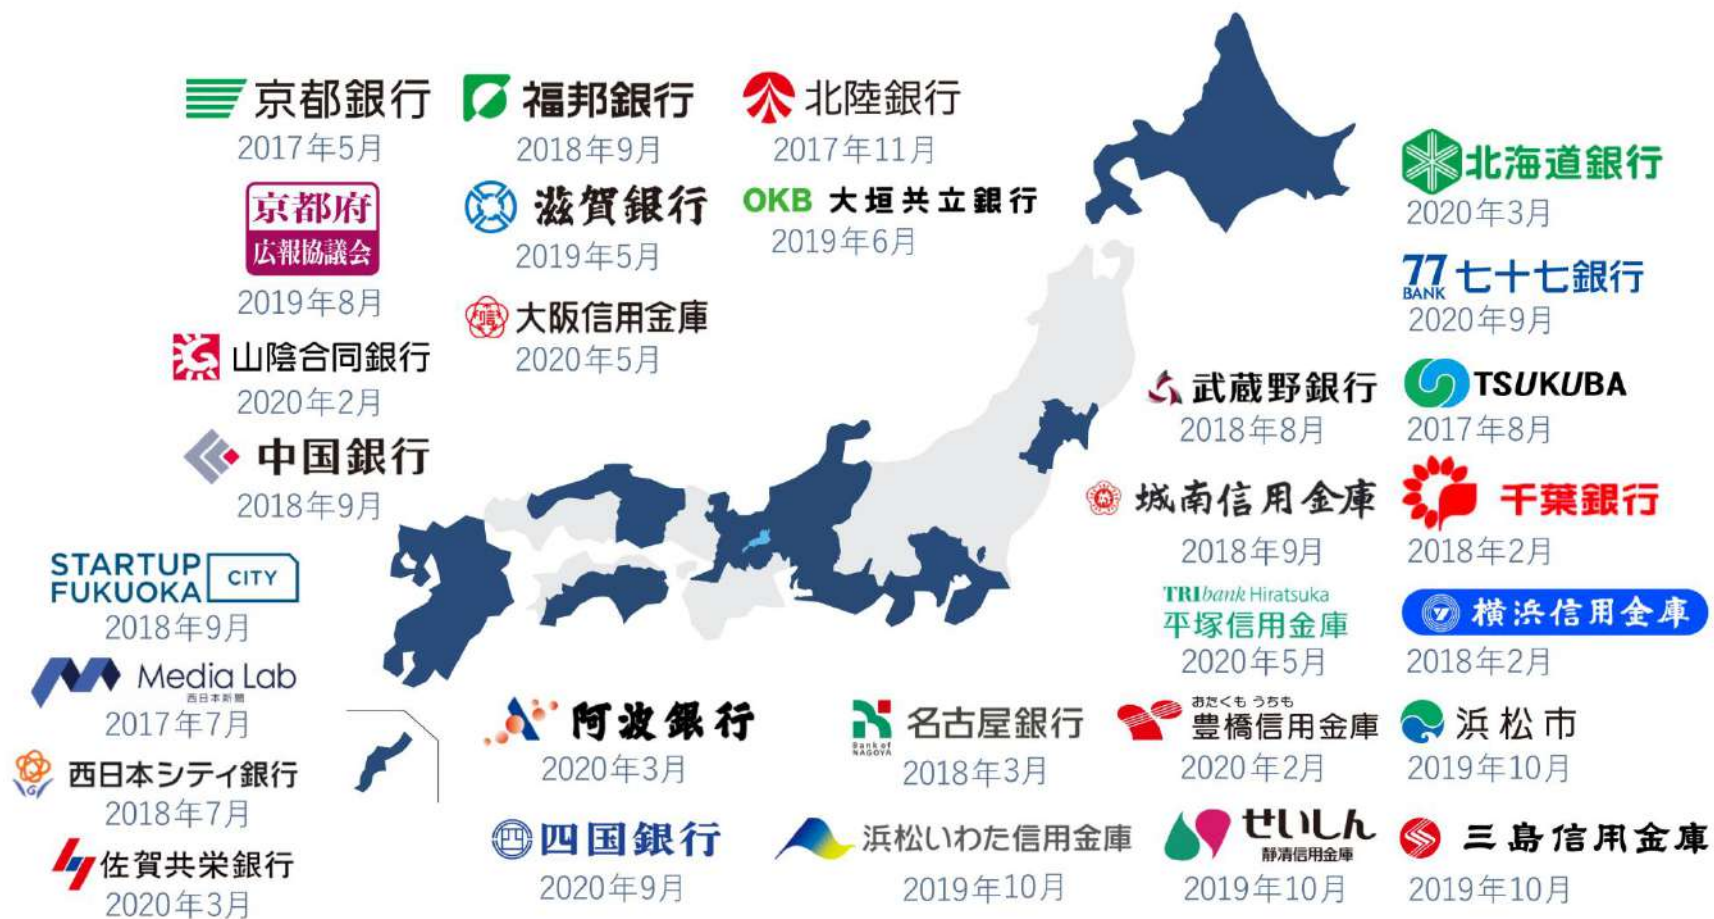 京都銀行
2017年5月
京都府
広報協議会
2019年8月
山陰合同銀行
2020年2月
中国銀行
2018年9月
福邦銀行
2018年9月
滋賀銀行
2019年5月
信
大阪信用金庫
2020年5月
北陸銀行
2017年11月
OKB 大垣共立銀行
2019年6月
北海道銀行
2020年3月
77
BANK
七十七銀行
2020年9月
武蔵野銀行
2018年8月
TSUKUBA
2017年8月
城南信用金庫
2018年9月
千葉銀行
2018年2月
TRIbank Hiratsuka
平塚信用金庫
2020年5月
横浜信用金庫
2018年2月
STARTUP
FUKUOKA
CITY
2018年9月
Media Lab
西日本新聞
2017年7月
西日本シティ銀行
2018年7月
佐賀共栄銀行
2020年3月
阿波銀行
2020年3月
四
四国銀行
2020年9月
Bank of
NAGOYA
名古屋銀行
2018年3月
浜松いわた信用金庫
2019年10月
おたくも うちも
豊橋信用金庫
2020年2月
せいしん
静清信用金庫
2019年10月
浜松市
2019年10月
三島信用金庫
2019年10月